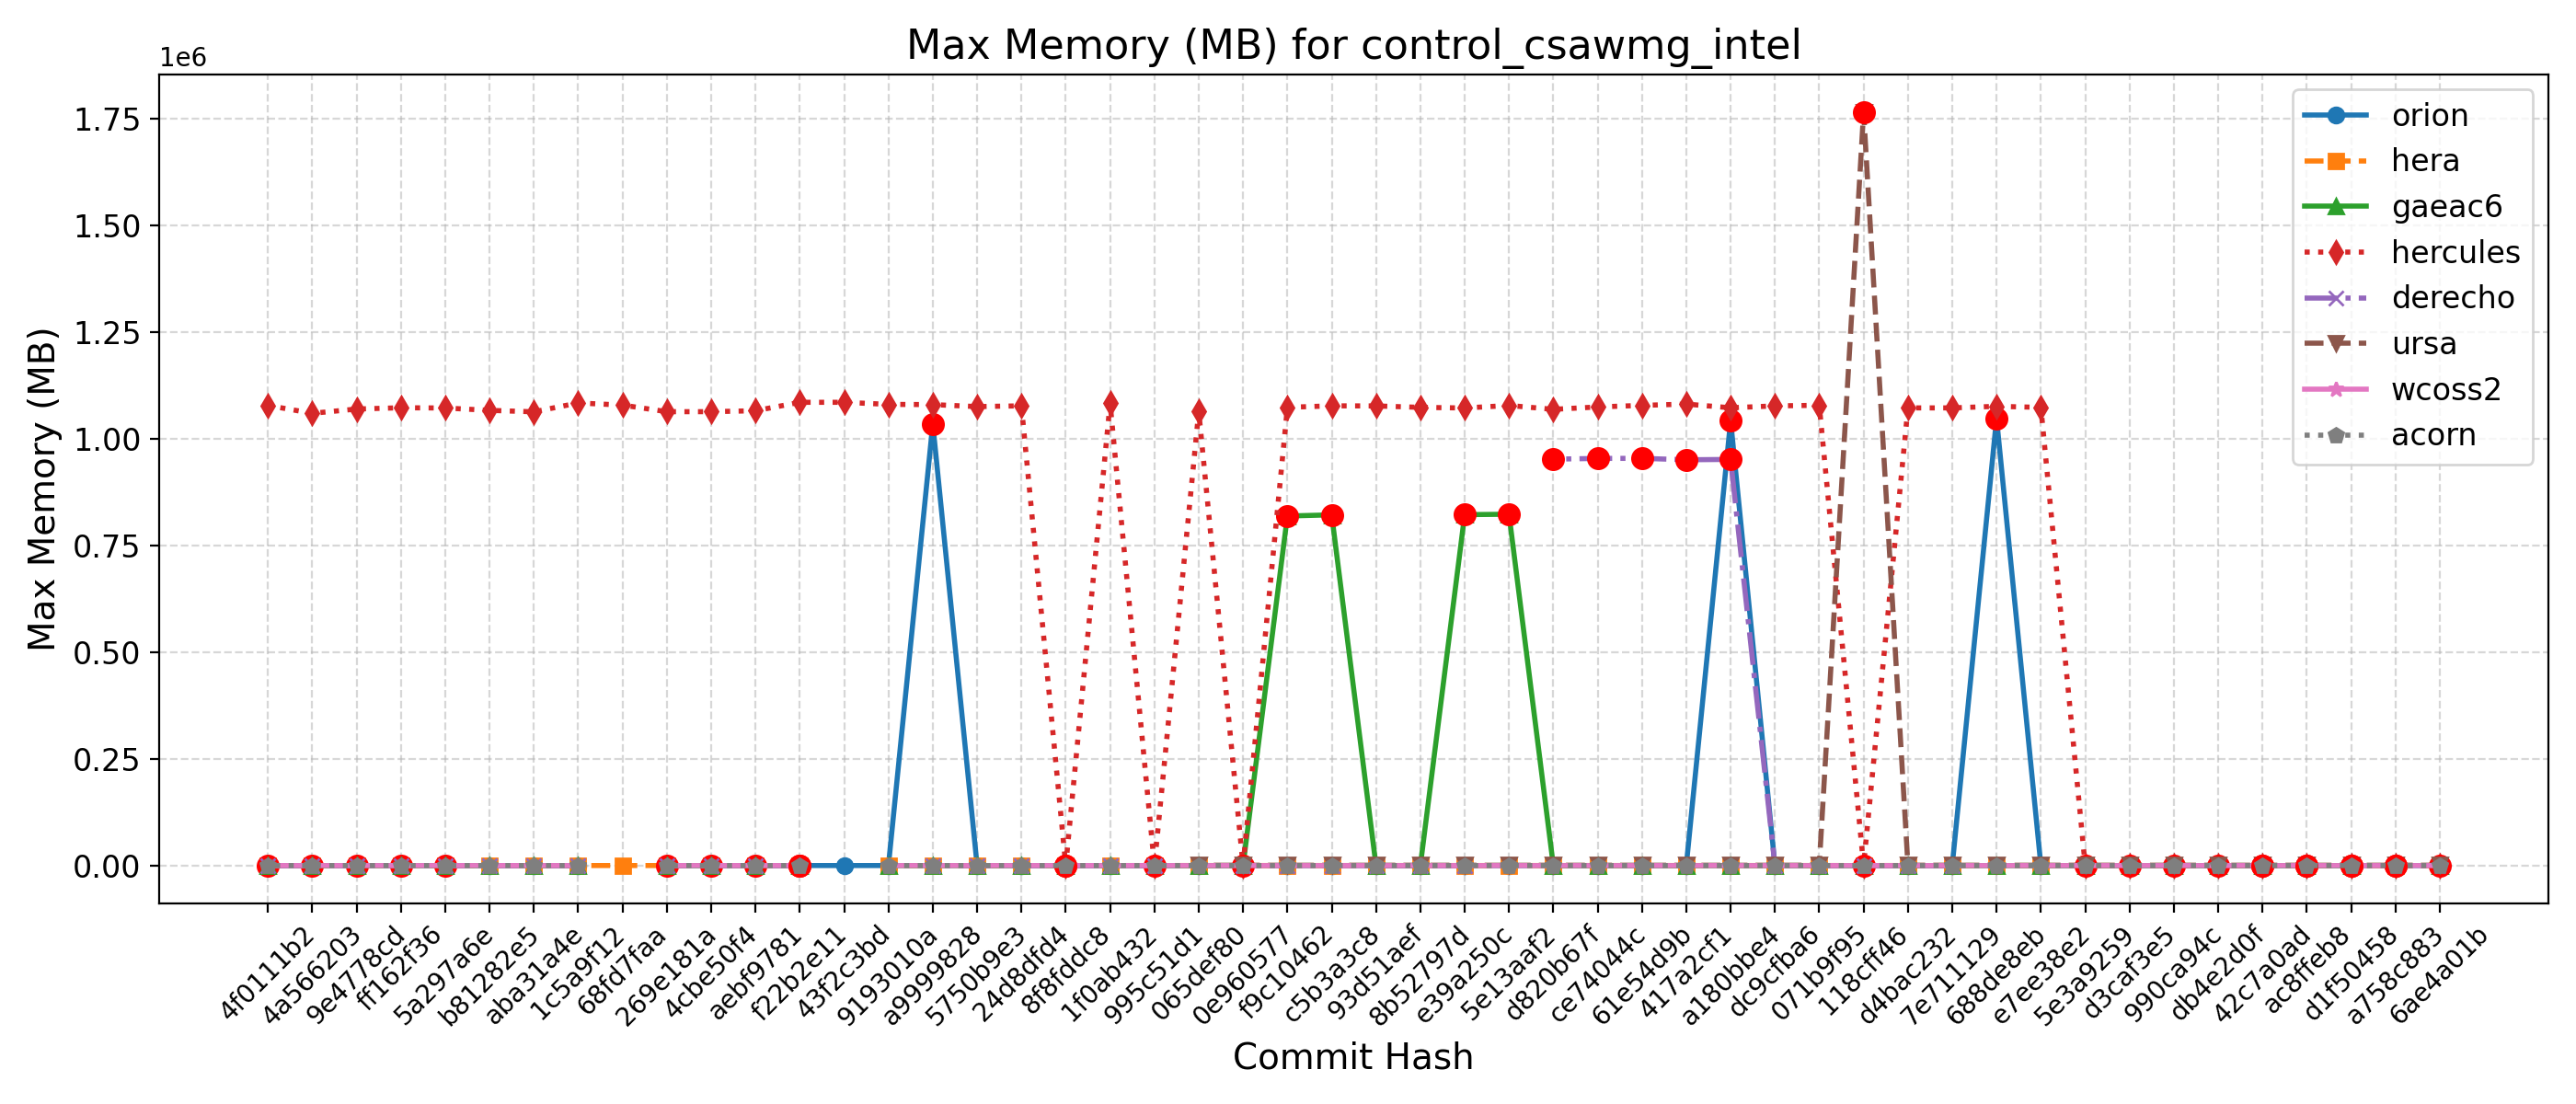 Max Memory (MB) for control_csawmg_intel
1e6
1.75
1.50
1.25
1.00
0.75
0.50
0.25
0.00
Max Memory (MB)
orion
hera
gaeac6
hercules
derecho
ursa
wcoss2
acorn
4f0111b2
4a566203
9e4778cd
ff162f36
5a297a6e
b81282e5
aba31a4e
1c5a9f12
68fd7faa
269e181a
4cbe50f4
aebf9781
f22b2e11
43f2c3bd
9193010a
a9999828
5750b9e3
24d8dfd4
8f8fddc8
1f0ab432
995c51d1
065def80
0e960577
f9c10462
c5b3a3c8
93d51aef
8b52797d
e39a250c
5e13aaf2
d820b67f
ce74044c
61e54d9b
417a2cf1
a180bbe4
dc9cfba6
071b9f95
118cff46
d4bac232
7e711129
688de8eb
e7ee38e2
5e3a9259
d3caf3e5
990ca94c
db4e2d0f
42c7a0ad
ac8ffeb8
d1f50458
a758c883
6ae4a01b
Commit Hash